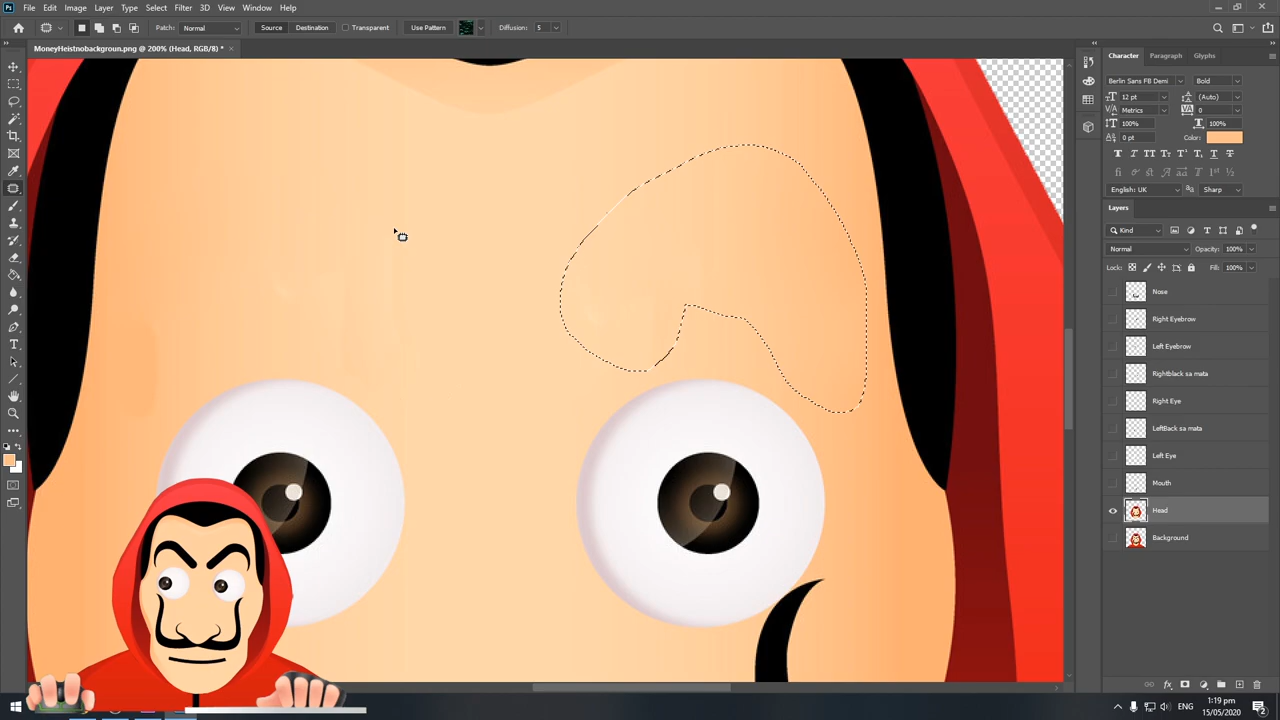 Ps File Edit Image Layer Type Select Filter 3D View Window Help
Patch: Normal Source Destination Transparent Use Pattern Diffusion: 5
MoneyHeistnobackgroun.png @ 200% (Head, RGB/8) * ×
Character Paragraph Glyphs
Berlin Sans FB Demi Bold
12 pt (Auto)
Metrics 0
100% 100%
0 pt Color:
English: UK Sharp
Layers
Kind
Normal Opacity: 100%
Lock: Fill: 100%
Nose
Right Eyebrow
Left Eyebrow
Rightblack sa mata
Right Eye
LeftBack sa mata
Left Eye
Mouth
Head
Background
ENG
1:19 pm
15/05/2020